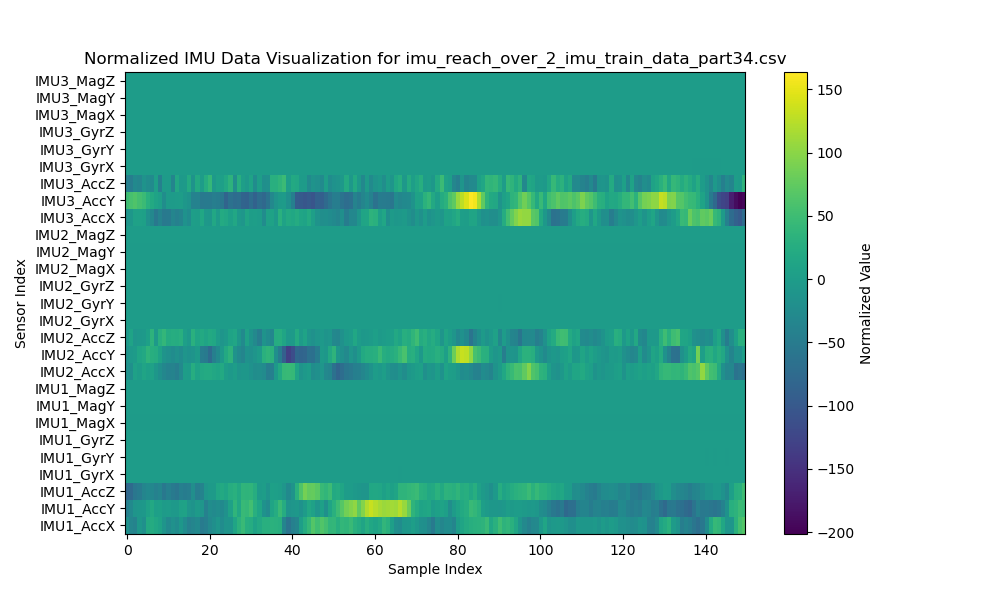 Normalized IMU Data Visualization for imu_reach_over_2_imu_train_data_part34.csv
Sensor Index
IMU3_MagZ
IMU3_MagY
IMU3_MagX
IMU3_GyrZ
IMU3_GyrY
IMU3_GyrX
IMU3_AccZ
IMU3_AccY
IMU3_AccX
IMU2_MagZ
IMU2_MagY
IMU2_MagX
IMU2_GyrZ
IMU2_GyrY
IMU2_GyrX
IMU2_AccZ
IMU2_AccY
IMU2_AccX
IMU1_MagZ
IMU1_MagY
IMU1_MagX
IMU1_GyrZ
IMU1_GyrY
IMU1_GyrX
IMU1_AccZ
IMU1_AccY
IMU1_AccX
0 20 40 60 80 100 120 140
Sample Index
150
100
50
0
−50
−100
−150
−200
Normalized Value